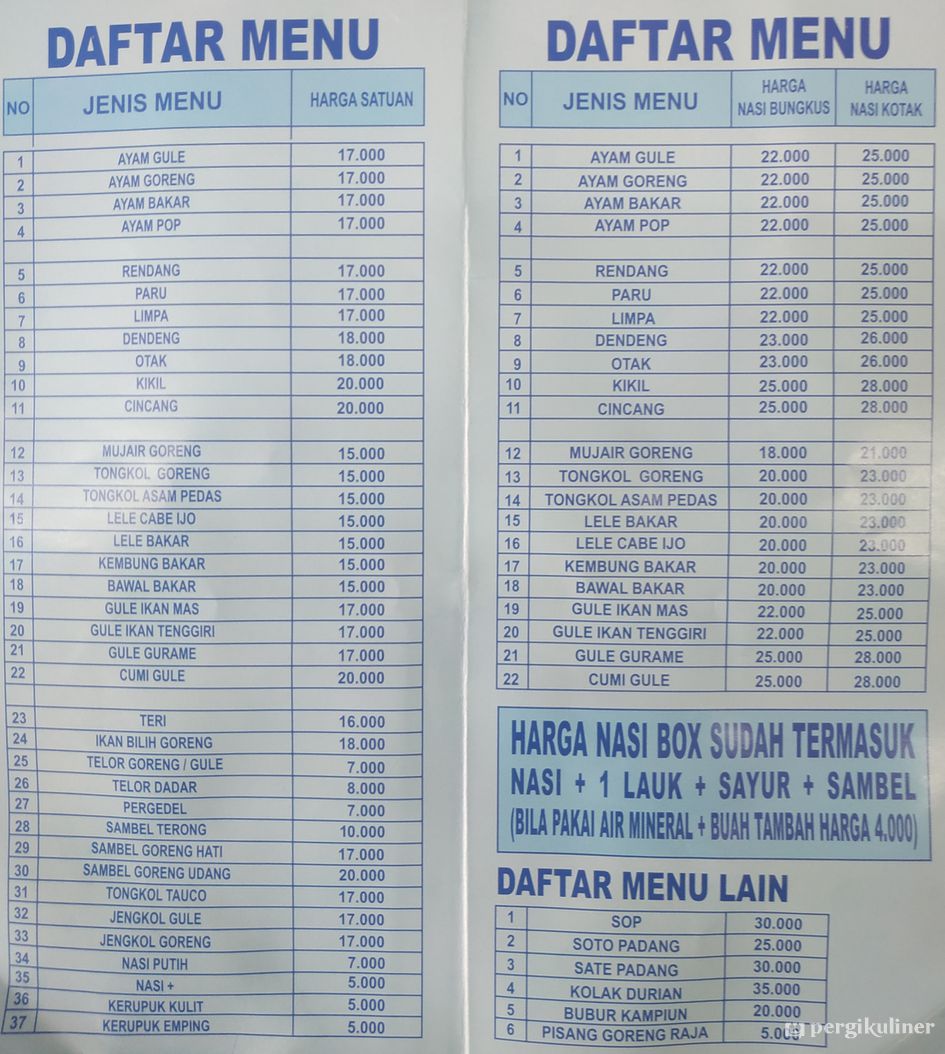 DAFTAR MENU
NO JENIS MENU HARGA SATUAN
1 AYAM GULE 17.000
2 AYAM GORENG 17.000
3 AYAM BAKAR 17.000
4 AYAM POP 17.000
5 RENDANG 17.000
6 PARU 17.000
7 LIMPA 17.000
8 DENDENG 18.000
9 OTAK 18.000
10 KIKIL 20.000
11 CINCANG 20.000
12 MUJAIR GORENG 15.000
13 TONGKOL GORENG 15.000
14 TONGKOL ASAM PEDAS 15.000
15 LELE CABE IJO 15.000
16 LELE BAKAR 15.000
17 KEMBUNG BAKAR 15.000
18 BAWAL BAKAR 15.000
19 GULE IKAN MAS 17.000
20 GULE IKAN TENGGIRI 17.000
21 GULE GURAME 17.000
22 CUMI GULE 20.000
23 TERI 16.000
24 IKAN BILIH GORENG 18.000
25 TELOR GORENG / GULE 7.000
26 TELOR DADAR 8.000
27 PERGEDEL 7.000
28 SAMBEL TERONG 10.000
29 SAMBEL GORENG HATI 17.000
30 SAMBEL GORENG UDANG 20.000
31 TONGKOL TAUCO 17.000
32 JENGKOL GULE 17.000
33 JENGKOL GORENG 17.000
34 NASI PUTIH 7.000
35 NASI + 5.000
36 KERUPUK KULIT 5.000
37 KERUPUK EMPING 5.000
DAFTAR MENU
NO JENIS MENU HARGA NASI BUNGKUS HARGA NASI KOTAK
1 AYAM GULE 22.000 25.000
2 AYAM GORENG 22.000 25.000
3 AYAM BAKAR 22.000 25.000
4 AYAM POP 22.000 25.000
5 RENDANG 22.000 25.000
6 PARU 22.000 25.000
7 LIMPA 22.000 25.000
8 DENDENG 23.000 26.000
9 OTAK 23.000 26.000
10 KIKIL 25.000 28.000
11 CINCANG 25.000 28.000
12 MUJAIR GORENG 18.000 21.000
13 TONGKOL GORENG 20.000 23.000
14 TONGKOL ASAM PEDAS 20.000 23.000
15 LELE BAKAR 20.000 23.000
16 LELE CABE IJO 20.000 23.000
17 KEMBUNG BAKAR 20.000 23.000
18 BAWAL BAKAR 20.000 23.000
19 GULE IKAN MAS 22.000 25.000
20 GULE IKAN TENGGIRI 22.000 25.000
21 GULE GURAME 25.000 28.000
22 CUMI GULE 25.000 28.000
HARGA NASI BOX SUDAH TERMASUK
NASI + 1 LAUK + SAYUR + SAMBEL
(BILA PAKAI AIR MINERAL + BUAH TAMBAH HARGA 4.000)
DAFTAR MENU LAIN
1 SOP 30.000
2 SOTO PADANG 25.000
3 SATE PADANG 30.000
4 KOLAK DURIAN 35.000
5 BUBUR KAMPIUN 20.000
6 PISANG GORENG RAJA 5.000
pergikuliner